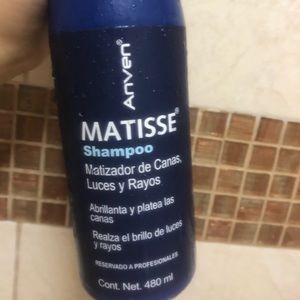 Anven®
MATISSE®
Shampoo
Matizador de Canas,
Luces y Rayos
Abrillanta y platea las
canas
Realza el brillo de luces
y rayos
RESERVADO A PROFESIONALES
Cont. Net. 480 ml